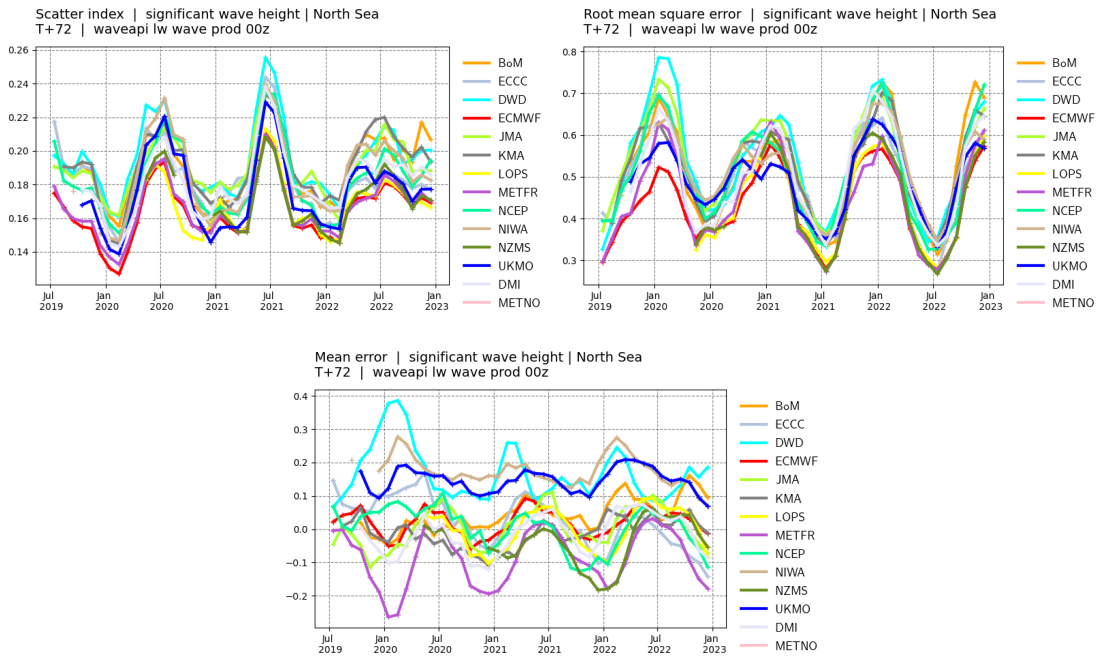 Scatter index | significant wave height | North Sea
T+72 | waveapi lw wave prod 00z
0.26
0.24
0.22
0.20
0.18
0.16
0.14
Jul
2019
Jan
2020
Jul
2020
Jan
2021
Jul
2021
Jan
2022
Jul
2022
Jan
2023
BoM
ECCC
DWD
ECMWF
JMA
KMA
LOPS
METFR
NCEP
NIWA
NZMS
UKMO
DMI
METNO
Root mean square error | significant wave height | North Sea
T+72 | waveapi lw wave prod 00z
0.8
0.7
0.6
0.5
0.4
0.3
Jul
2019
Jan
2020
Jul
2020
Jan
2021
Jul
2021
Jan
2022
Jul
2022
Jan
2023
BoM
ECCC
DWD
ECMWF
JMA
KMA
LOPS
METFR
NCEP
NIWA
NZMS
UKMO
DMI
METNO
Mean error | significant wave height | North Sea
T+72 | waveapi lw wave prod 00z
0.4
0.3
0.2
0.1
0.0
−0.1
−0.2
Jul
2019
Jan
2020
Jul
2020
Jan
2021
Jul
2021
Jan
2022
Jul
2022
Jan
2023
BoM
ECCC
DWD
ECMWF
JMA
KMA
LOPS
METFR
NCEP
NIWA
NZMS
UKMO
DMI
METNO